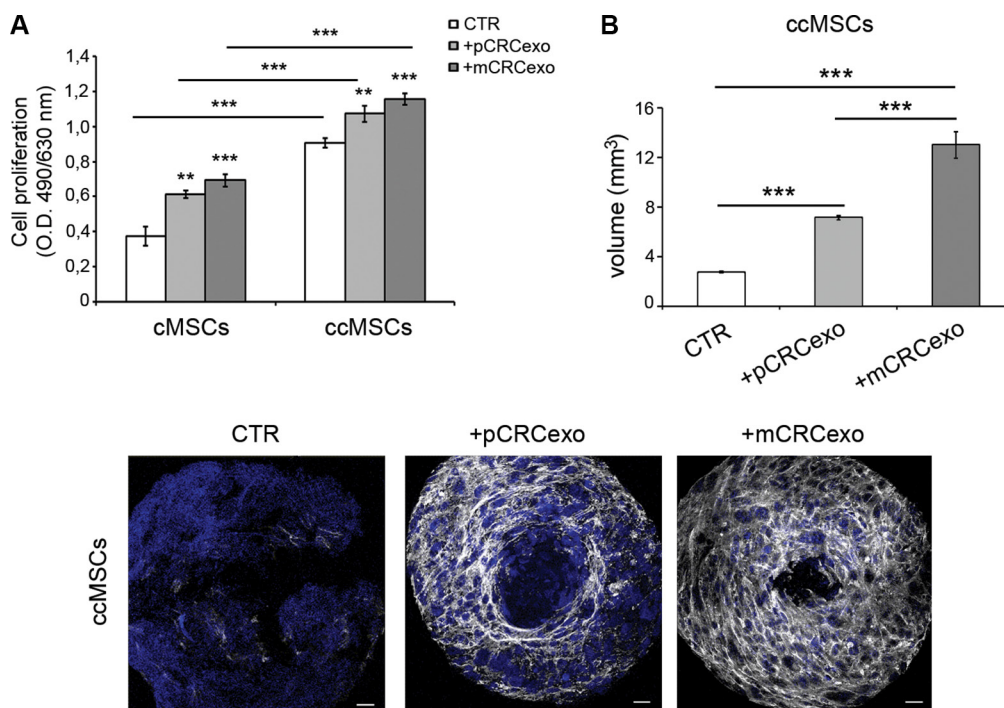 A
CTR
+pCRCexo
+mCRCexo
Cell proliferation
(O.D. 490/630 nm)
1,4
1,2
1,0
0,8
0,6
0,4
0,2
0
***
***
***
**
***
**
***
cMSCs
ccMSCs
B
ccMSCs
volume (mm³)
16
12
8
4
0
***
***
***
CTR
+pCRCexo
+mCRCexo
CTR
+pCRCexo
+mCRCexo
ccMSCs